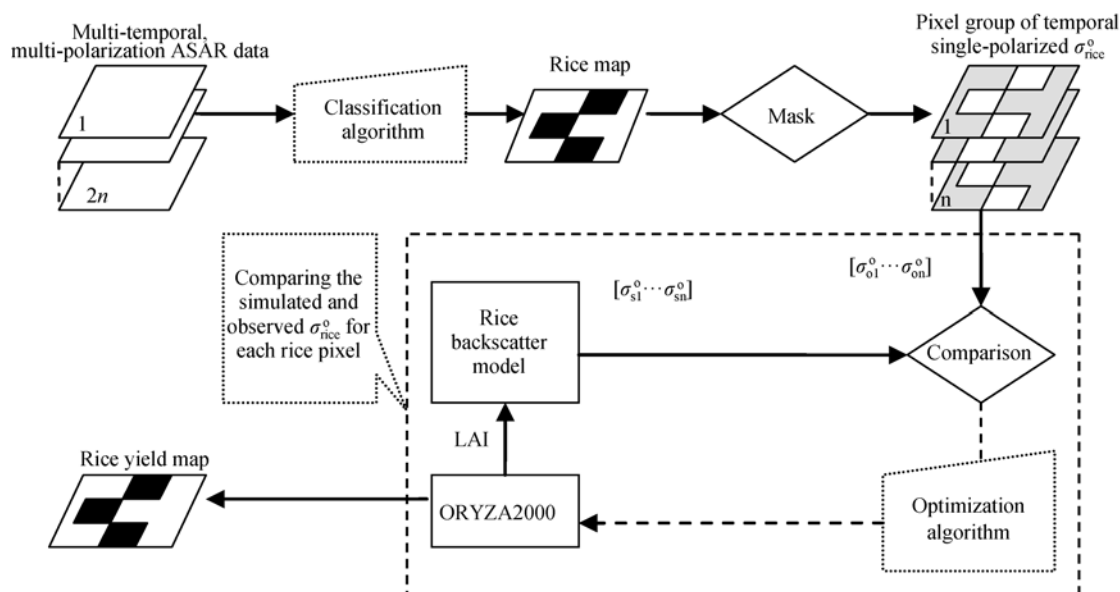 Multi-temporal,
multi-polarization ASAR data
1
2n
Classification
algorithm
Rice map
Mask
Pixel group of temporal
single-polarized σ°rice
1
n
Comparing the
simulated and
observed σ°rice for
each rice pixel
[σ°s1···σ°sn]
[σ°o1···σ°on]
Rice
backscatter
model
Comparison
LAI
Rice yield map
ORYZA2000
Optimization
algorithm